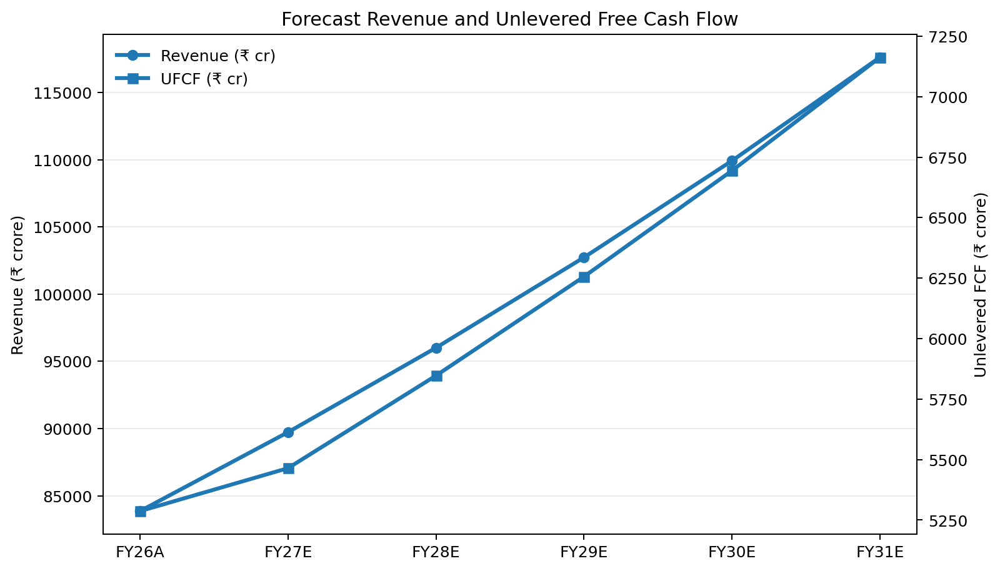 Forecast Revenue and Unlevered Free Cash Flow
Revenue (₹ cr)
UFCF (₹ cr)
Revenue (₹ crore)
115000
110000
105000
100000
95000
90000
85000
7250
7000
6750
6500
6250
6000
5750
5500
5250
Unlevered FCF (₹ crore)
FY26A FY27E FY28E FY29E FY30E FY31E